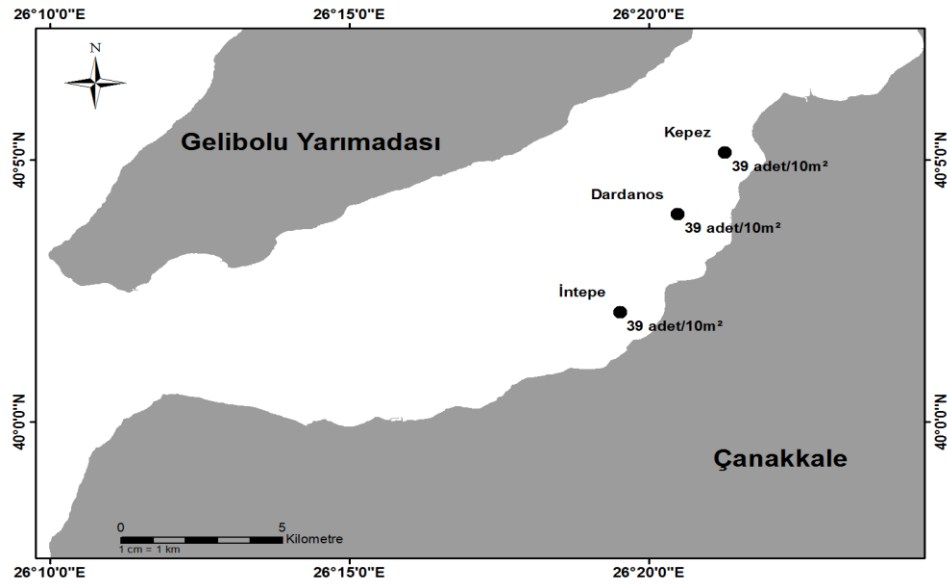 26°10'0"E 26°15'0"E 26°20'0"E
N
Gelibolu Yarımadası
Kepez
40°5'0"N 40°5'0"N
39 adet/10m²
Dardanos
39 adet/10m²
İntepe
39 adet/10m²
40°0'0"N 40°0'0"N
Çanakkale
0 5
Kilometre
1 cm = 1 km
26°10'0"E 26°15'0"E 26°20'0"E